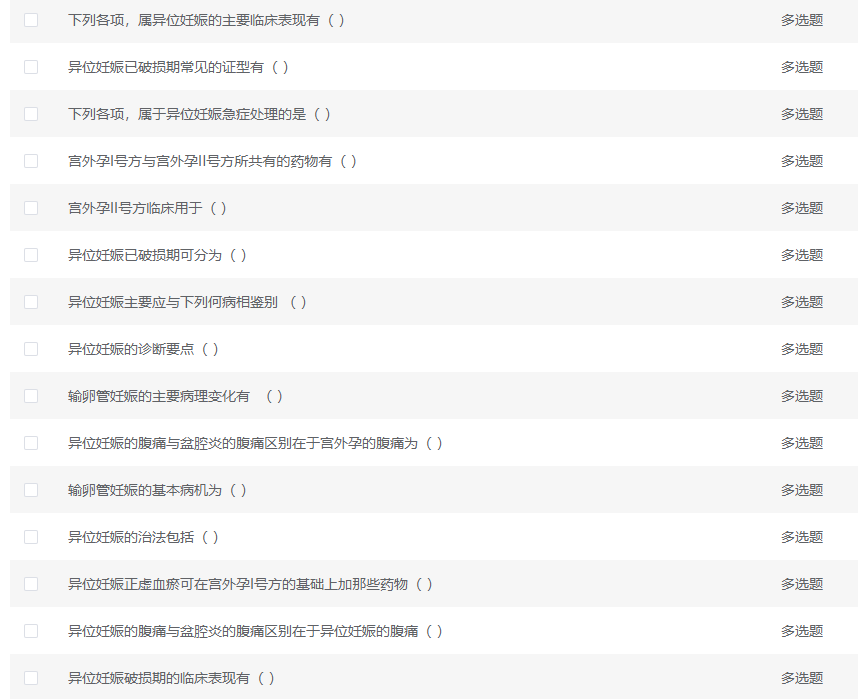 下列各项，属异位妊娠的主要临床表现有（ ） 多选题
异位妊娠已破损期常见的证型有（ ） 多选题
下列各项，属于异位妊娠急症处理的是（ ） 多选题
宫外孕I号方与宫外孕II号方所共有的药物有（ ） 多选题
宫外孕II号方临床用于（ ） 多选题
异位妊娠已破损期可分为（ ） 多选题
异位妊娠主要应与下列何病相鉴别 （ ） 多选题
异位妊娠的诊断要点（ ） 多选题
输卵管妊娠的主要病理变化有 （ ） 多选题
异位妊娠的腹痛与盆腔炎的腹痛区别在于宫外孕的腹痛为（ ） 多选题
输卵管妊娠的基本病机为（ ） 多选题
异位妊娠的治法包括（ ） 多选题
异位妊娠正虚血瘀可在宫外孕I号方的基础上加那些药物（ ） 多选题
异位妊娠的腹痛与盆腔炎的腹痛区别在于异位妊娠的腹痛（ ） 多选题
异位妊娠破损期的临床表现有（ ） 多选题